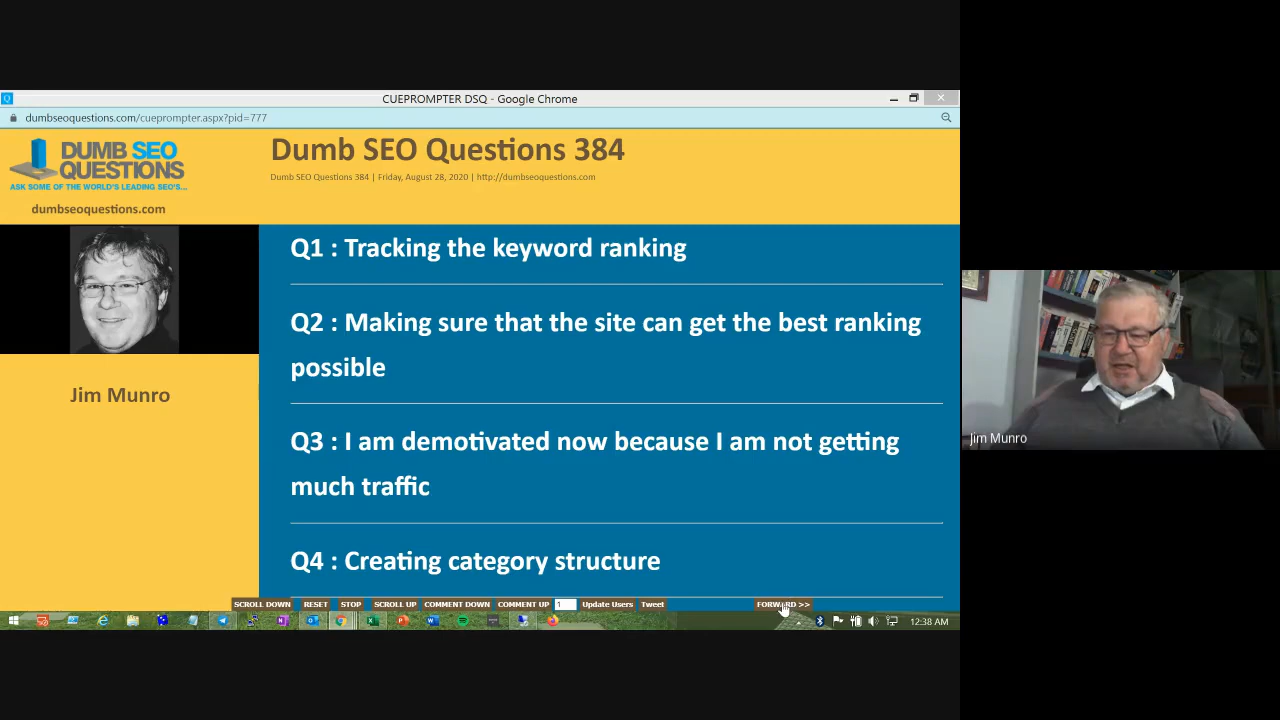 CUEPROMPTER DSQ - Google Chrome
dumbseoquestions.com/cueprompter.aspx?pid=777
DUMB SEO
QUESTIONS
ASK SOME OF THE WORLD'S LEADING SEO'S...
dumbseoquestions.com
Dumb SEO Questions 384
Dumb SEO Questions 384 | Friday, August 28, 2020 | http://dumbseoquestions.com
Jim Munro
Q1 : Tracking the keyword ranking
Q2 : Making sure that the site can get the best ranking
possible
Q3 : I am demotivated now because I am not getting
much traffic
Q4 : Creating category structure
SCROLL DOWN RESET STOP SCROLL UP COMMENT DOWN COMMENT UP 1 Update Users Tweet FORWARD >>
12:38 AM
Jim Munro